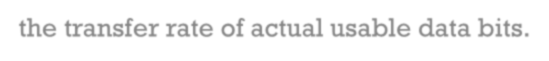 the transfer rate of actual usable data bits.